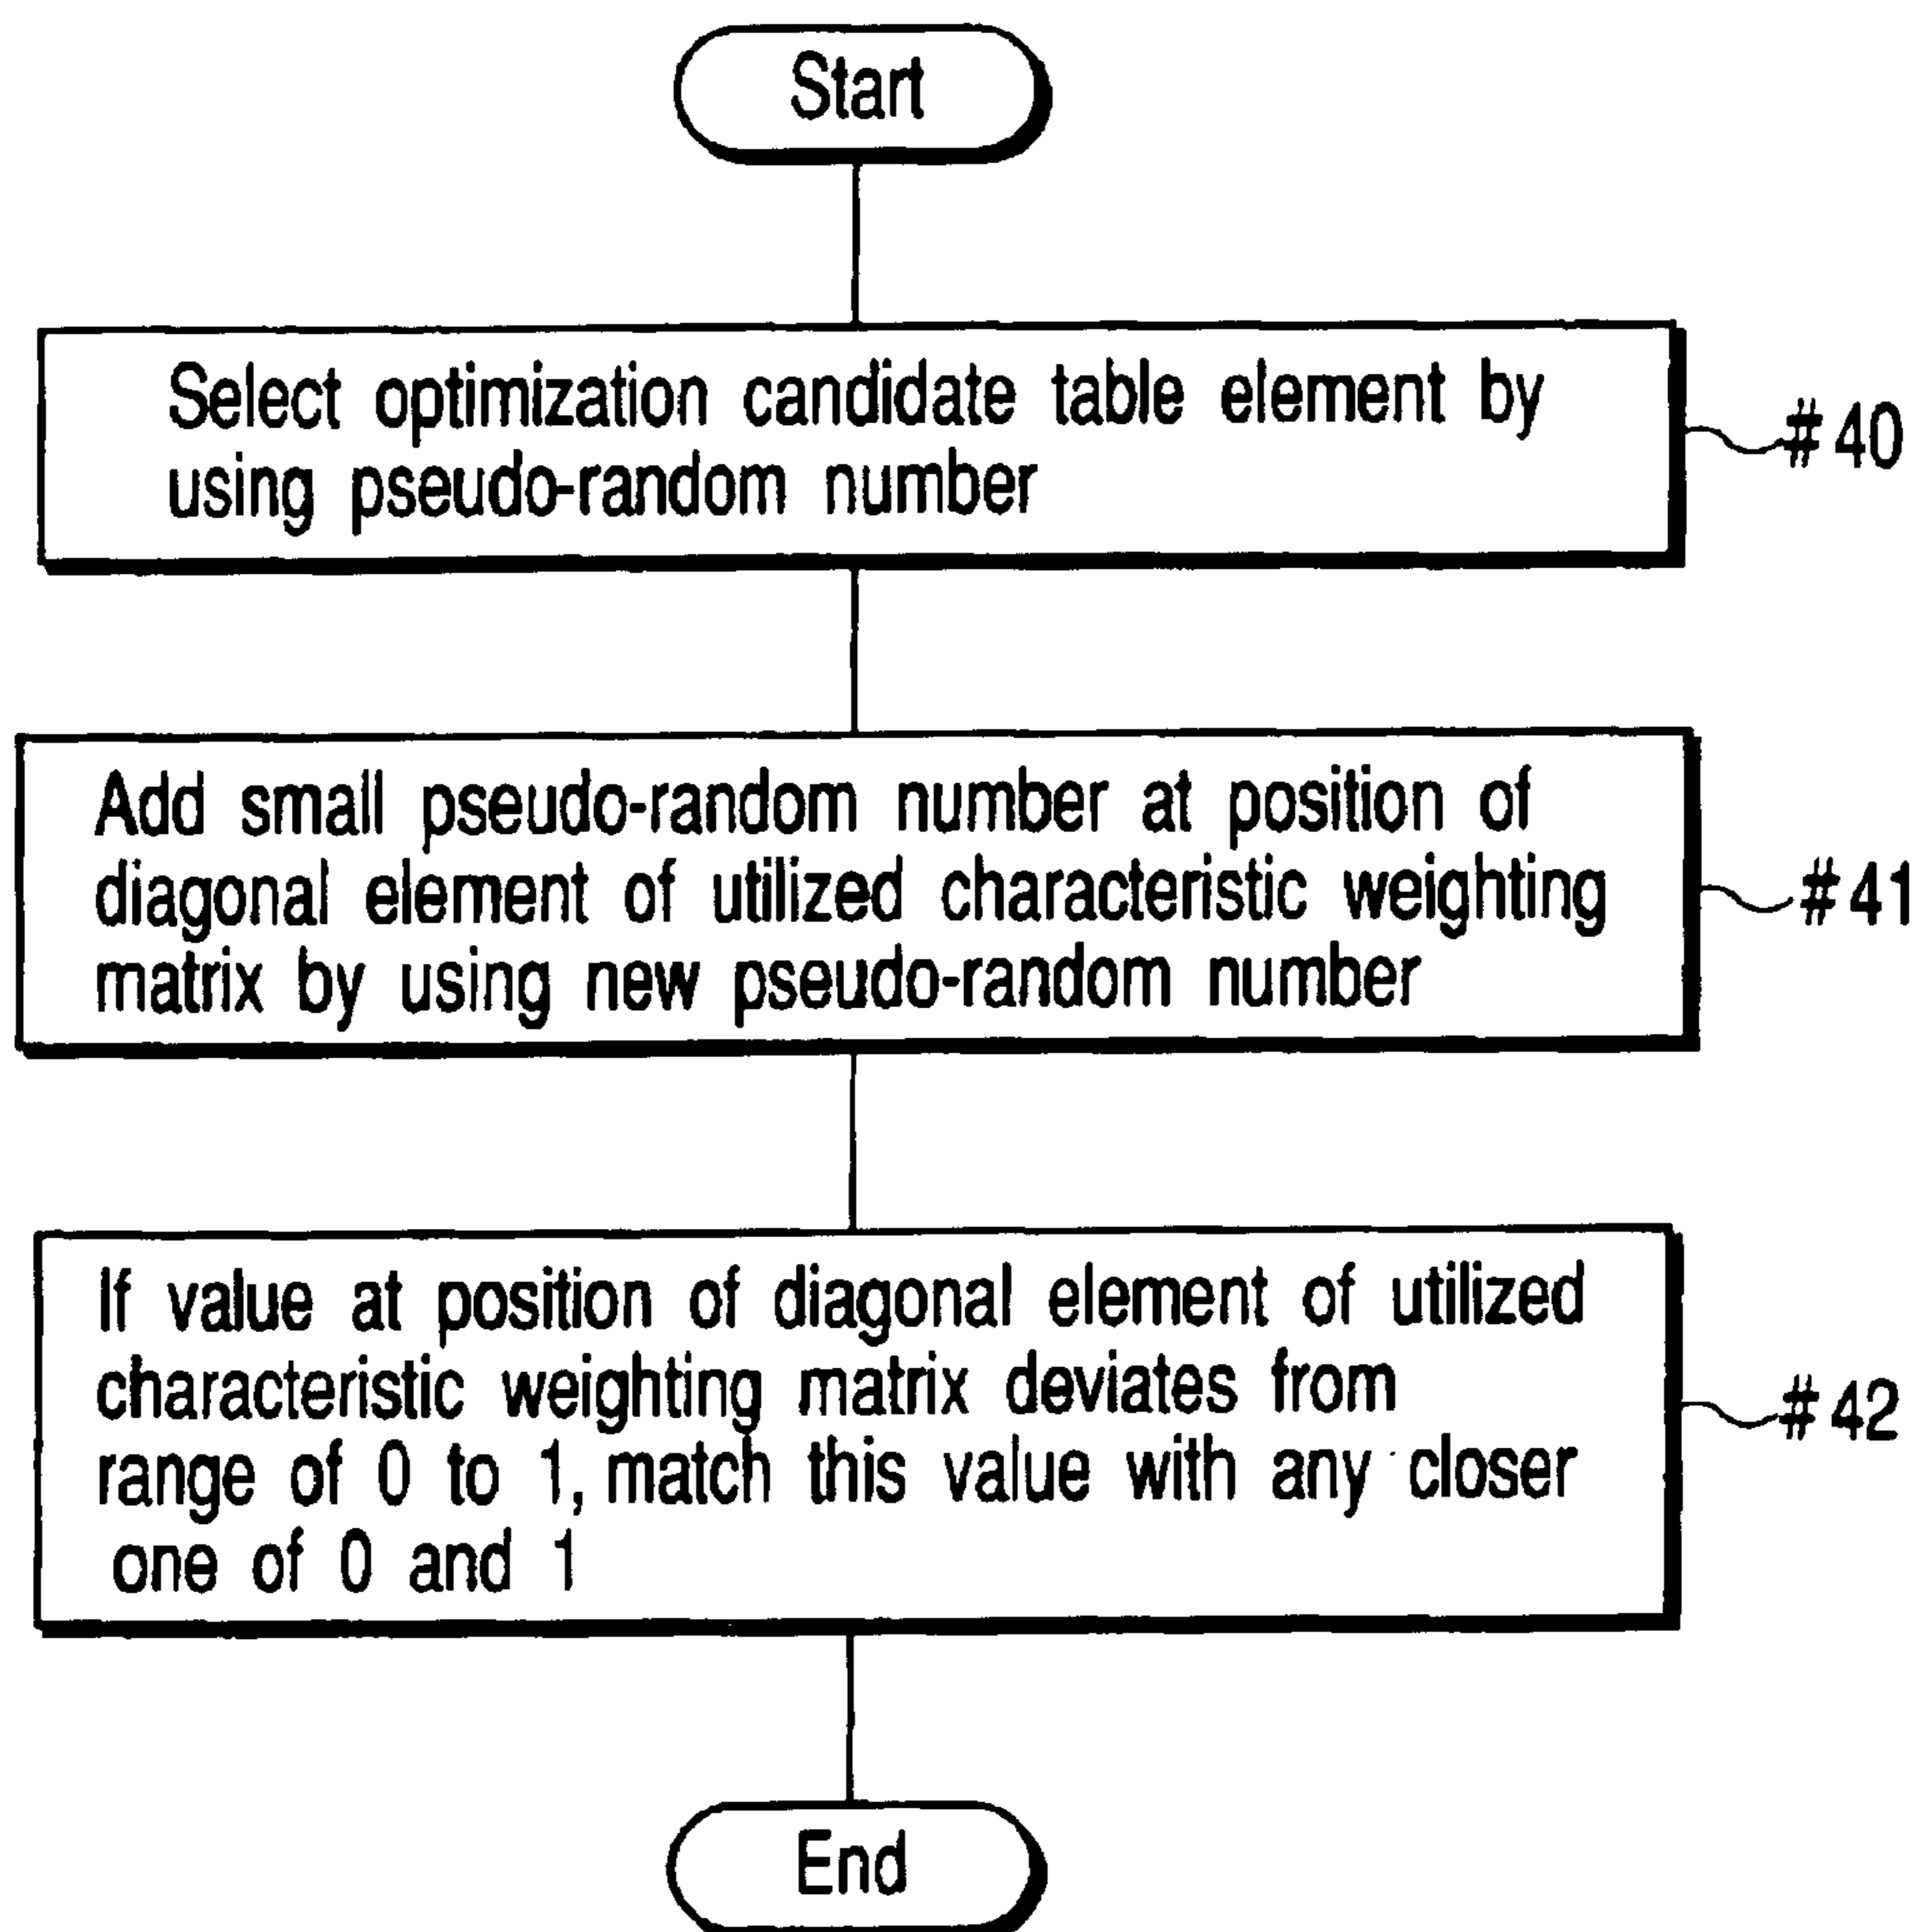 Start
Select optimization candidate table element by
using pseudo-random number
#40
Add small pseudo-random number at position of
diagonal element of utilized characteristic weighting
matrix by using new pseudo-random number
#41
If value at position of diagonal element of utilized
characteristic weighting matrix deviates from
range of 0 to 1, match this value with any closer
one of 0 and 1
#42
End